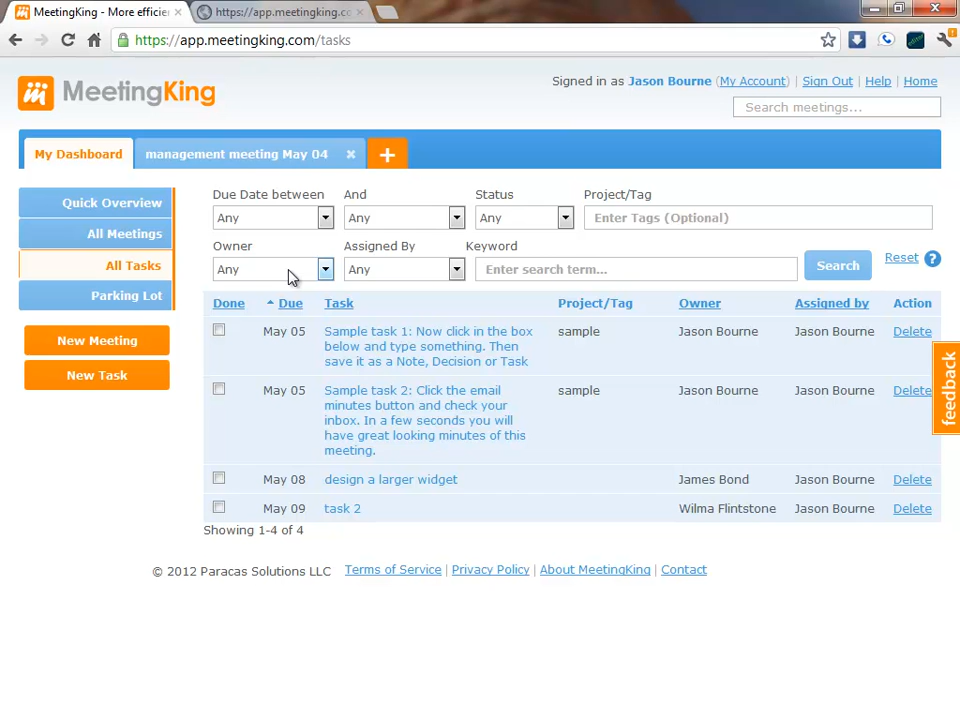 MeetingKing - More efficie
https://app.meetingking.co
https://app.meetingking.com/tasks
MeetingKing
Signed in as Jason Bourne (My Account) | Sign Out | Help | Home
Search meetings...
My Dashboard
management meeting May 04
+
Quick Overview
All Meetings
All Tasks
Parking Lot
New Meeting
New Task
Due Date between And Status Project/Tag
Any Any Any Enter Tags (Optional)
Owner Assigned By Keyword
Any Any Enter search term... Search Reset ?
Done Due Task Project/Tag Owner Assigned by Action
May 05 Sample task 1: Now click in the box sample Jason Bourne Jason Bourne Delete
below and type something. Then
save it as a Note, Decision or Task
May 05 Sample task 2: Click the email sample Jason Bourne Jason Bourne Delete
minutes button and check your
inbox. In a few seconds you will
have great looking minutes of this
meeting.
May 08 design a larger widget James Bond Jason Bourne Delete
May 09 task 2 Wilma Flintstone Jason Bourne Delete
Showing 1-4 of 4
feedback
© 2012 Paracas Solutions LLC Terms of Service | Privacy Policy | About MeetingKing | Contact